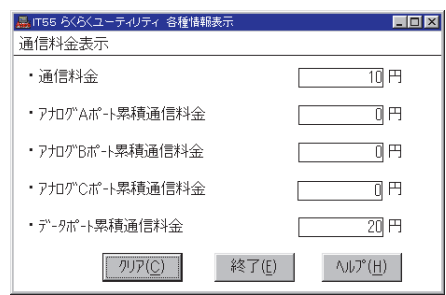 IT55 らくらくユーティリティ 各種情報表示
通信料金表示
・通信料金 10 円
・ｱﾅﾛｸﾞAﾎﾟｰﾄ累積通信料金 0 円
・ｱﾅﾛｸﾞBﾎﾟｰﾄ累積通信料金 0 円
・ｱﾅﾛｸﾞCﾎﾟｰﾄ累積通信料金 0 円
・ﾃﾞｰﾀﾎﾟｰﾄ累積通信料金 20 円
ｸﾘｱ(C) 終了(E) ﾍﾙﾌﾟ(H)